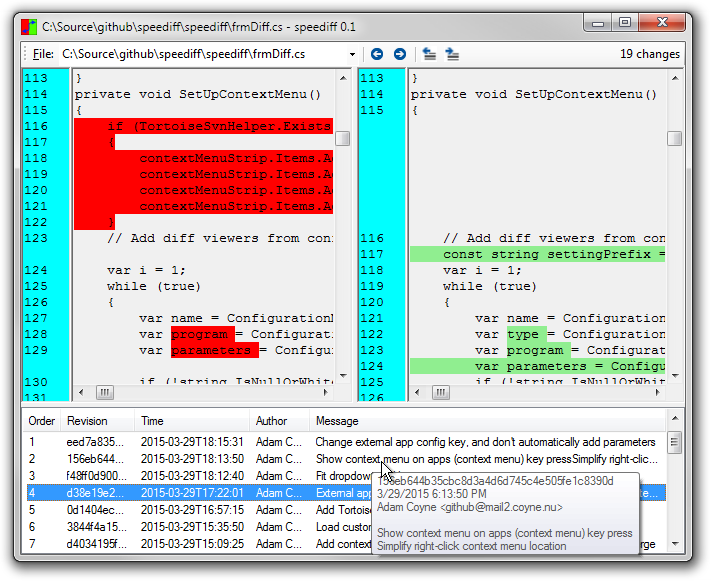 C:\Source\github\speediff\speediff\frmDiff.cs - speediff 0.1
File: C:\Source\github\speediff\speediff\frmDiff.cs 19 changes
113 }
114 private void SetUpContextMenu()
115 {
116 if (TortoiseSvnHelper.Exists
117 {
118 contextMenuStrip.Items.A
119 contextMenuStrip.Items.A
120 contextMenuStrip.Items.A
121 contextMenuStrip.Items.A
122 }
123 // Add diff viewers from con
124 var i = 1;
125 while (true)
126 {
127 var name = Configuration
128 var program = Configurati
129 var parameters = Configu
130 if (!string.IsNullOrWhit
131
113 }
114 private void SetUpContextMenu()
115 {
116 // Add diff viewers from con
117 const string settingPrefix =
118 var i = 1;
119 while (true)
120 {
121 var name = Configuration
122 var type = Configuration
123 var program = Configurat
124 var parameters = Configu
125 if (!string.IsNullOrWhit
Order Revision Time Author Message
1 eed7a835... 2015-03-29T18:15:31 Adam C... Change external app config key, and don't automatically add parameters
2 156eb644... 2015-03-29T18:13:50 Adam C... Show context menu on apps (context menu) key pressSimplify right-clic...
3 f48ff0d900... 2015-03-29T18:12:40 Adam C... Fit dropdown
4 d38e19e2... 2015-03-29T17:22:01 Adam C... External app
5 0d1404ec... 2015-03-29T16:57:15 Adam C... Add Tortoise
6 3844f4a15... 2015-03-29T15:35:50 Adam C... Load custom
7 d4034195f... 2015-03-29T15:09:25 Adam C... Add context erge
156eb644b35cbc8d3a4d6d745c4e505fe1c8390d
3/29/2015 6:13:50 PM
Adam Coyne <github@mail2.coyne.nu>
Show context menu on apps (context menu) key press
Simplify right-click context menu location